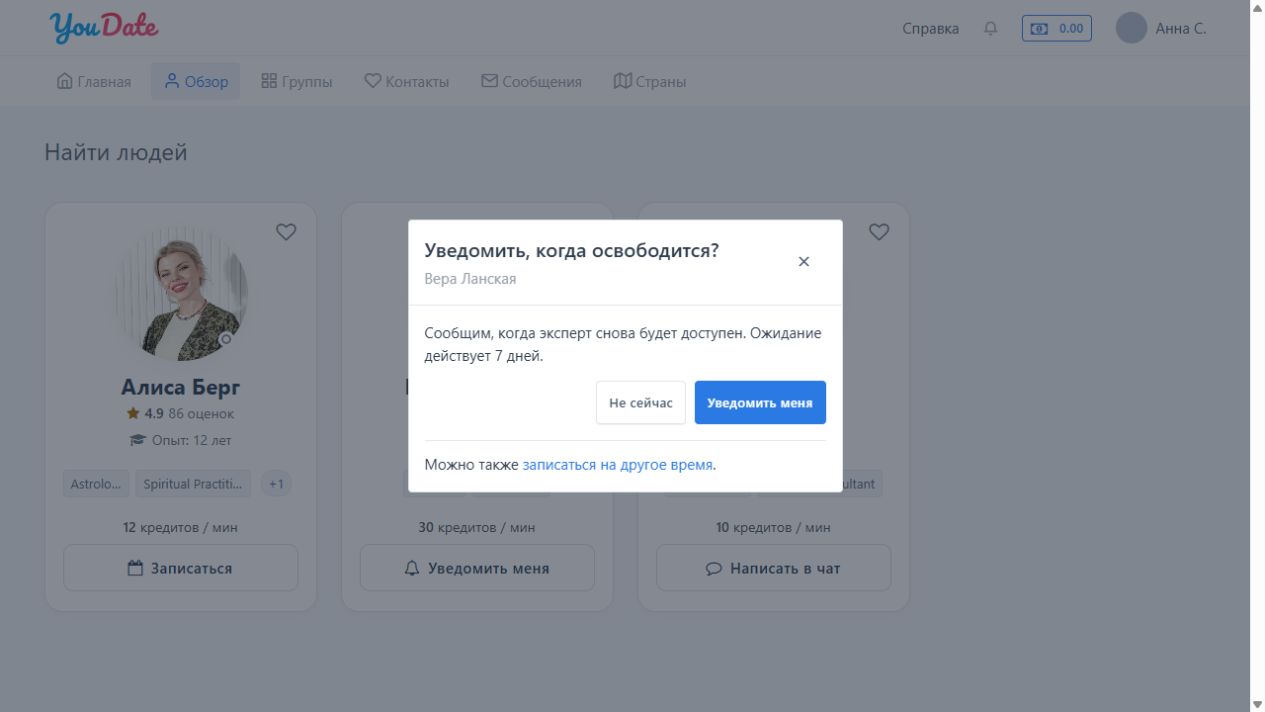 YouDate
Справка
0.00
Анна С.
Главная
Обзор
Группы
Контакты
Сообщения
Страны
Найти людей
Уведомить, когда освободится?
Вера Ланская
Сообщим, когда эксперт снова будет доступен. Ожидание
действует 7 дней.
Не сейчас
Уведомить меня
Можно также записаться на другое время.
Алиса Берг
4.9 86 оценок
Опыт: 12 лет
Astrolo...
Spiritual Practiti...
+1
12 кредитов / мин
Записаться
30 кредитов / мин
Уведомить меня
10 кредитов / мин
Написать в чат